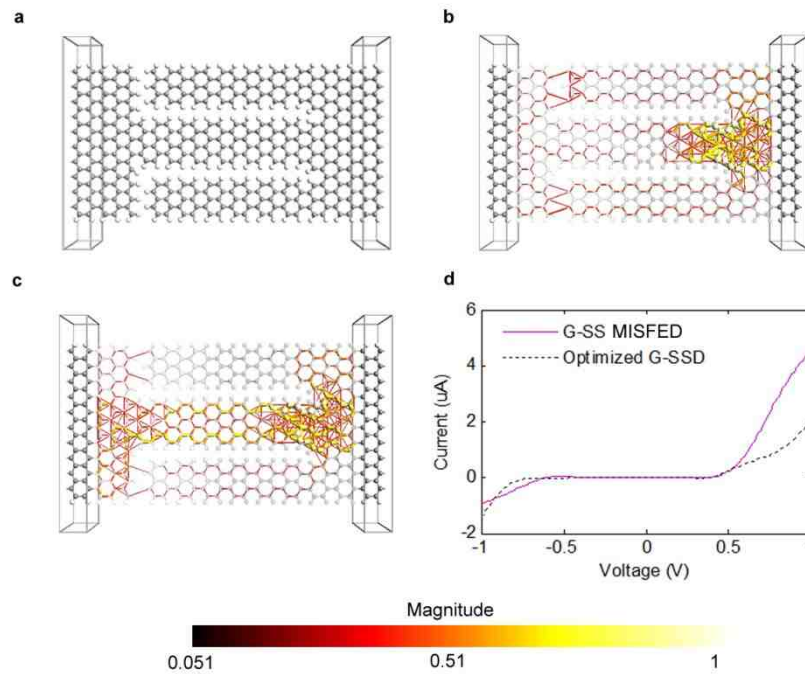 a
b
c
d
6
4
2
0
-2
Current (uA)
G-SS MISFED
Optimized G-SSD
-1
-0.5
0
0.5
1
Voltage (V)
Magnitude
0.051
0.51
1